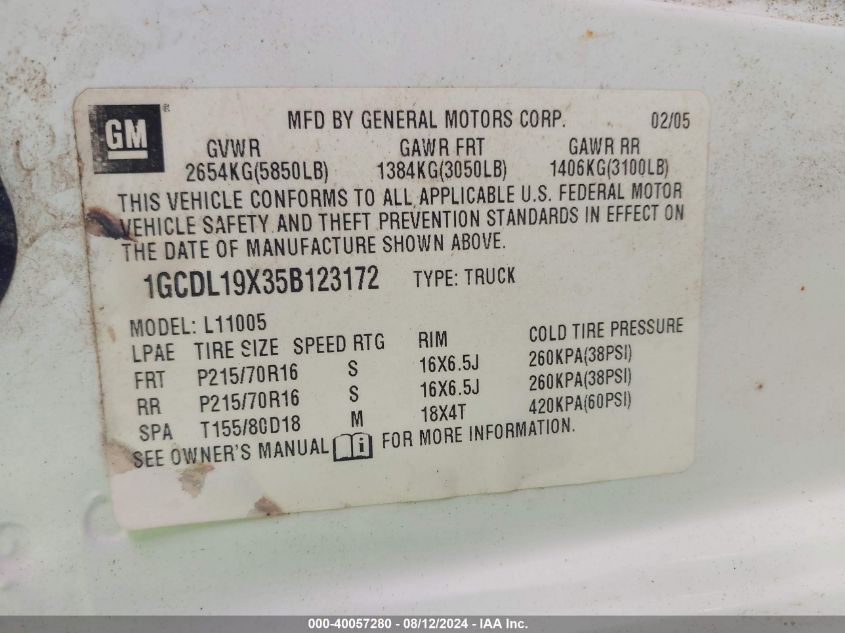 GM ®
MFD BY GENERAL MOTORS CORP. 02/05
GVWR GAWR FRT GAWR RR
2654KG(5850LB) 1384KG(3050LB) 1406KG(3100LB)
THIS VEHICLE CONFORMS TO ALL APPLICABLE U.S. FEDERAL MOTOR
VEHICLE SAFETY AND THEFT PREVENTION STANDARDS IN EFFECT ON
THE DATE OF MANUFACTURE SHOWN ABOVE.
1GCDL19X35B123172 TYPE: TRUCK
MODEL: L11005
LPAE TIRE SIZE SPEED RTG RIM COLD TIRE PRESSURE
FRT P215/70R16 S 16X6.5J 260KPA(38PSI)
RR P215/70R16 S 16X6.5J 260KPA(38PSI)
SPA T155/80D18 M 18X4T 420KPA(60PSI)
SEE OWNER'S MANUAL i FOR MORE INFORMATION.
000-40057280 - 08/12/2024 - IAA Inc.